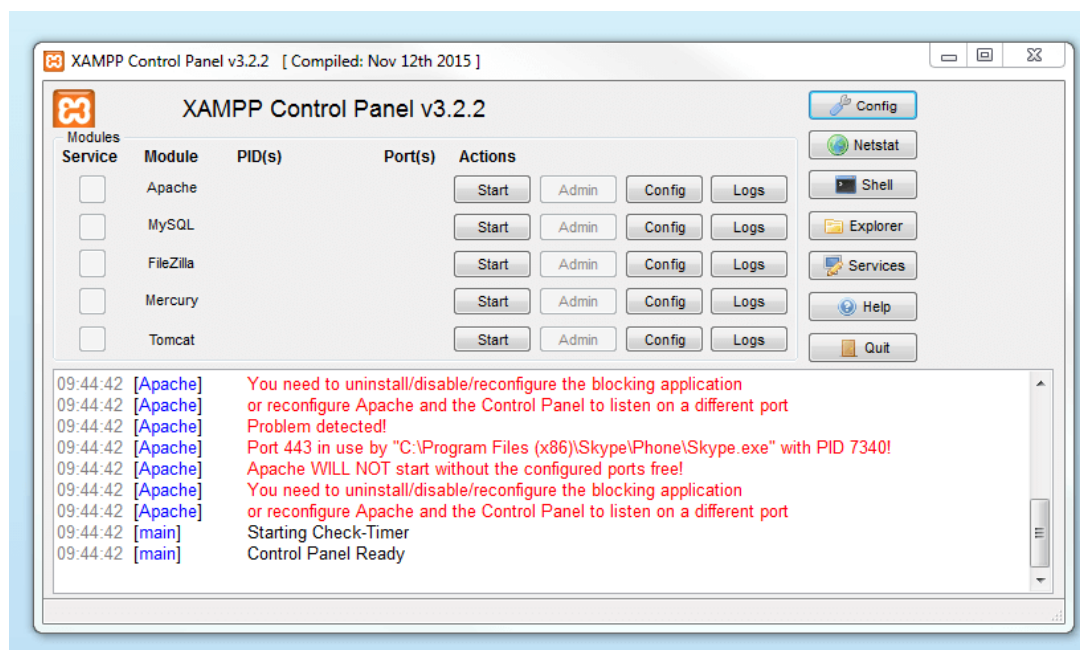 XAMPP Control Panel v3.2.2 [ Compiled: Nov 12th 2015 ]
XAMPP Control Panel v3.2.2
Config
Modules
Service Module PID(s) Port(s) Actions
Netstat
Apache Start Admin Config Logs
Shell
MySQL Start Admin Config Logs
Explorer
FileZilla Start Admin Config Logs
Services
Mercury Start Admin Config Logs
Help
Tomcat Start Admin Config Logs
Quit
09:44:42 [Apache] You need to uninstall/disable/reconfigure the blocking application
09:44:42 [Apache] or reconfigure Apache and the Control Panel to listen on a different port
09:44:42 [Apache] Problem detected!
09:44:42 [Apache] Port 443 in use by "C:\Program Files (x86)\Skype\Phone\Skype.exe" with PID 7340!
09:44:42 [Apache] Apache WILL NOT start without the configured ports free!
09:44:42 [Apache] You need to uninstall/disable/reconfigure the blocking application
09:44:42 [Apache] or reconfigure Apache and the Control Panel to listen on a different port
09:44:42 [main] Starting Check-Timer
09:44:42 [main] Control Panel Ready